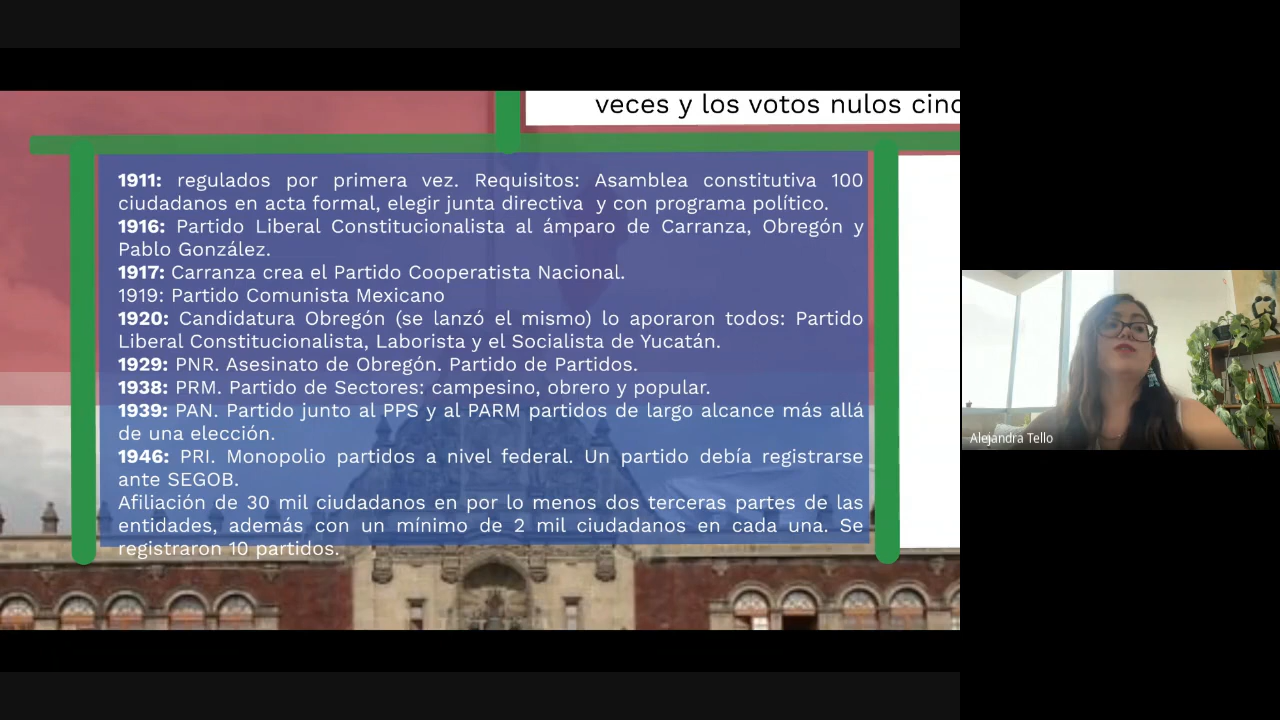 veces y los votos nulos cinc
1911: regulados por primera vez. Requisitos: Asamblea constitutiva 100
ciudadanos en acta formal, elegir junta directiva y con programa político.
1916: Partido Liberal Constitucionalista al ámparo de Carranza, Obregón y
Pablo González.
1917: Carranza crea el Partido Cooperatista Nacional.
1919: Partido Comunista Mexicano
1920: Candidatura Obregón (se lanzó el mismo) lo aporaron todos: Partido
Liberal Constitucionalista, Laborista y el Socialista de Yucatán.
1929: PNR. Asesinato de Obregón. Partido de Partidos.
1938: PRM. Partido de Sectores: campesino, obrero y popular.
1939: PAN. Partido junto al PPS y al PARM partidos de largo alcance más allá
de una elección.
1946: PRI. Monopolio partidos a nivel federal. Un partido debía registrarse
ante SEGOB.
Afiliación de 30 mil ciudadanos en por lo menos dos terceras partes de las
entidades, además con un mínimo de 2 mil ciudadanos en cada una. Se
registraron 10 partidos.
Alejandra Tello